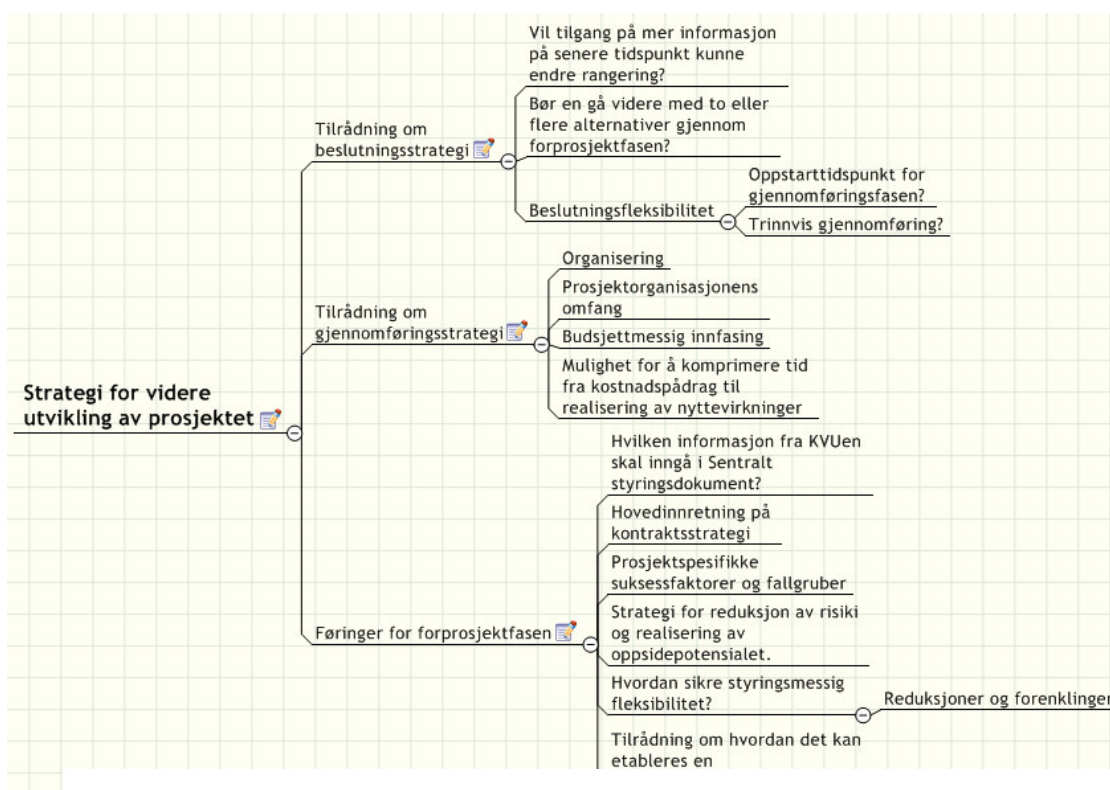 Strategi for videre
utvikling av prosjektet
Tilrådning om
beslutningsstrategi
Vil tilgang på mer informasjon
på senere tidspunkt kunne
endre rangering?
Bør en gå videre med to eller
flere alternativer gjennom
forprosjektfasen?
Beslutningsfleksibilitet
Oppstarttidspunkt for
gjennomføringsfasen?
Trinnvis gjennomføring?
Tilrådning om
gjennomføringsstrategi
Organisering
Prosjektorganisasjonens
omfang
Budsjettmessig innfasing
Mulighet for å komprimere tid
fra kostnadspådrag til
realisering av nyttevirkninger
Føringer for forprosjektfasen
Hvilken informasjon fra KVUen
skal inngå i Sentralt
styringsdokument?
Hovedinnretning på
kontraktsstrategi
Prosjektspesifikke
suksessfaktorer og fallgruber
Strategi for reduksjon av risiki
og realisering av
oppsidepotensialet.
Hvordan sikre styringsmessig
fleksibilitet?
Reduksjoner og forenklinger
Tilrådning om hvordan det kan
etableres en